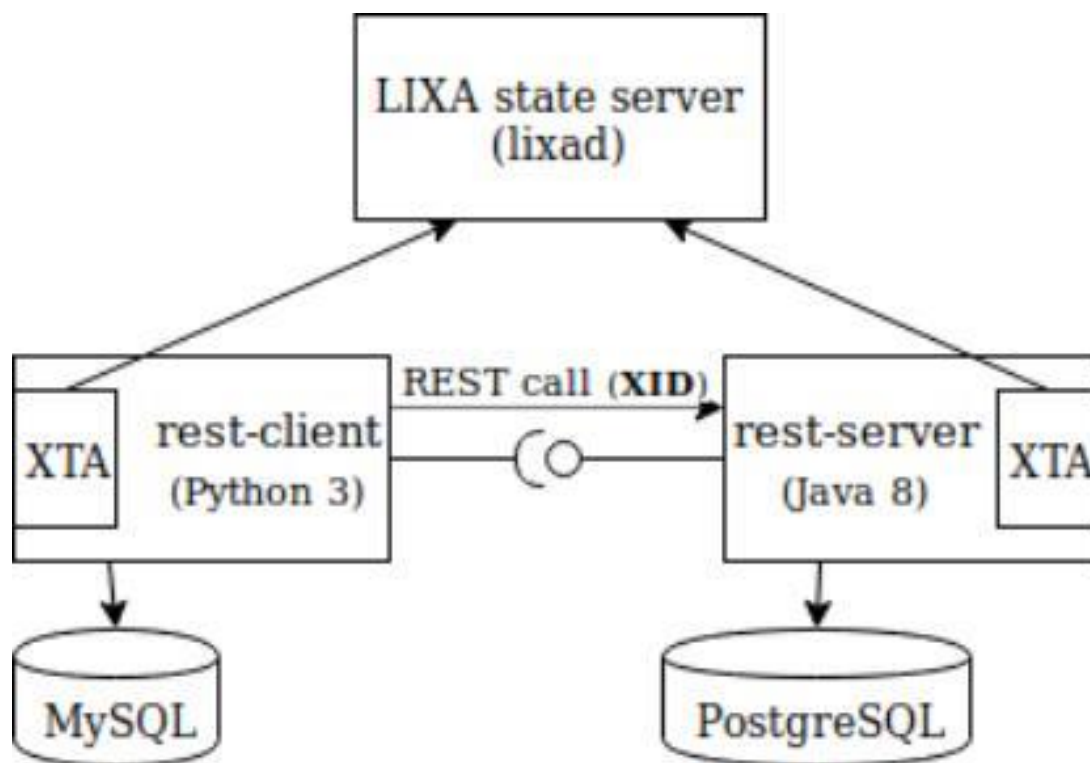 LIXA state server
(lixad)
REST call (XID)
XTA
rest-client
(Python 3)
rest-server
(Java 8)
XTA
MySQL
PostgreSQL